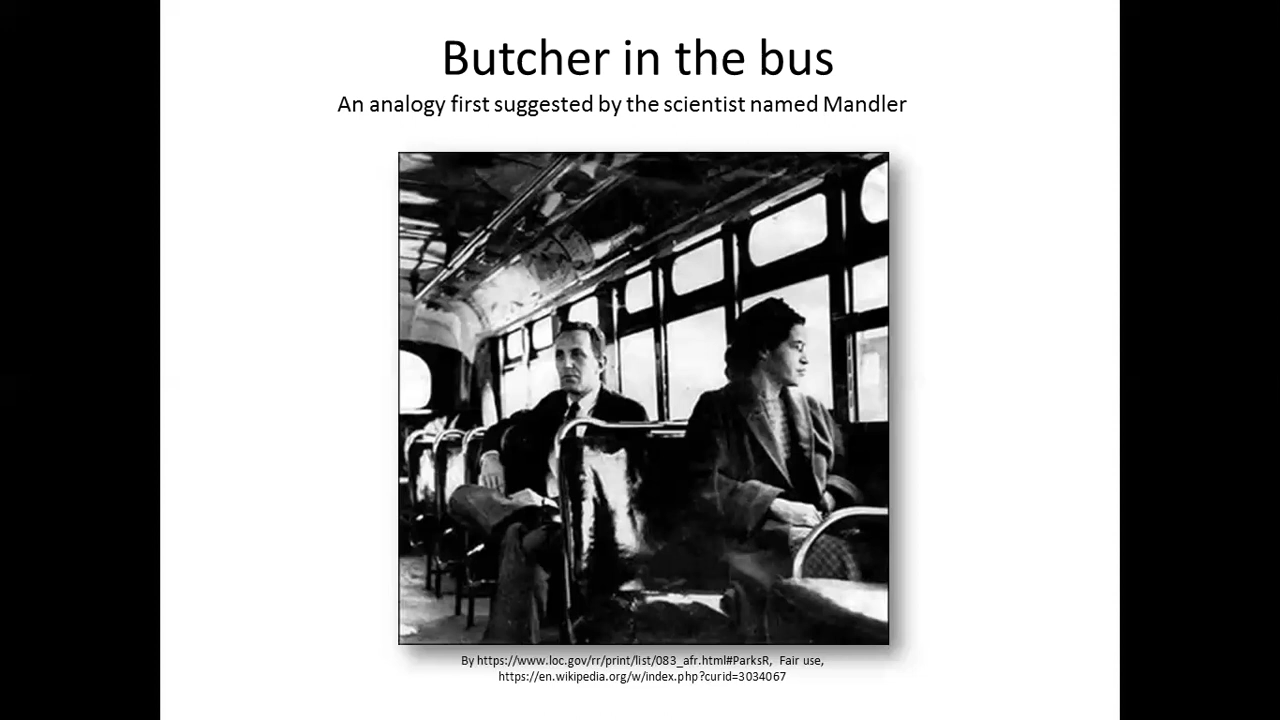 Butcher in the bus
An analogy first suggested by the scientist named Mandler
By https://www.loc.gov/rr/print/list/083_afr.html#ParksR, Fair use,
https://en.wikipedia.org/w/index.php?curid=3034067